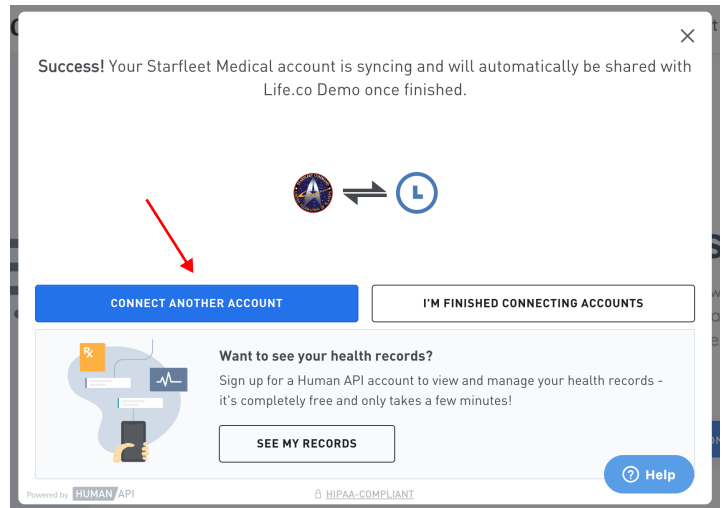 Success! Your Starfleet Medical account is syncing and will automatically be shared with
Life.co Demo once finished.
L
CONNECT ANOTHER ACCOUNT
I'M FINISHED CONNECTING ACCOUNTS
Rx
Want to see your health records?
Sign up for a Human API account to view and manage your health records -
it's completely free and only takes a few minutes!
SEE MY RECORDS
? Help
Powered by HUMAN API
HIPAA-COMPLIANT